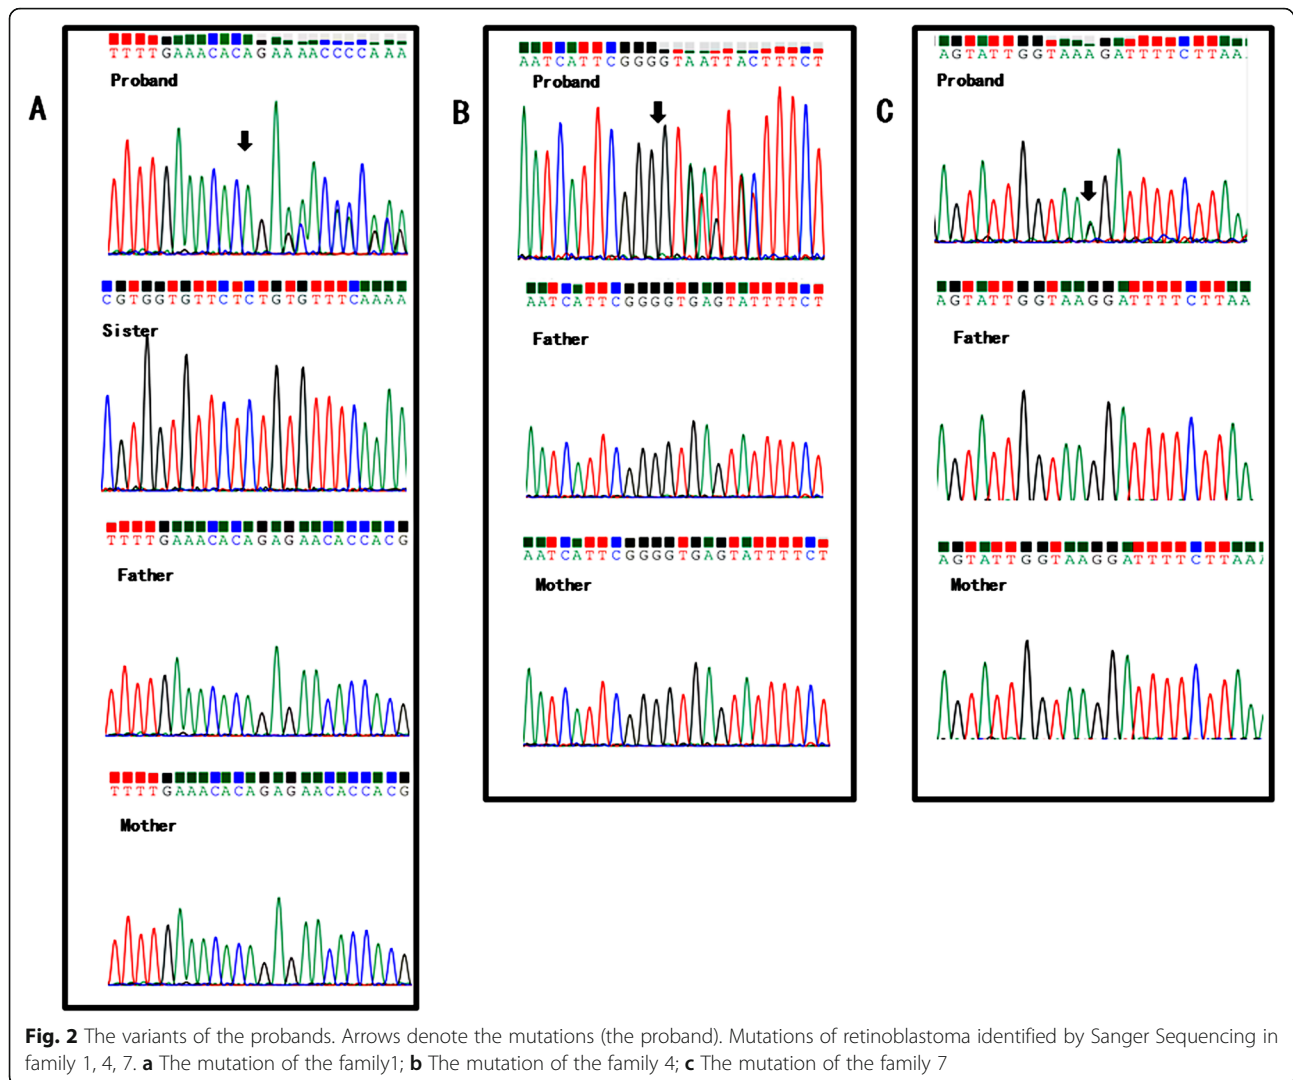 A
TTTTGAAACACAGAAAACCCCAAA
Proband
CGTGGTGTTCTCTGTGTTTCAAAA
Sister
TTTTGAAACACAGAGAACACCACG
Father
TTTTGAAACACAGAGAACACCACG
Mother
B
AATCATTCGGGGTAATTACTTTCT
Proband
AATCATTCGGGGTGAGTATTTTCT
Father
AATCATTCGGGGTGAGTATTTTCT
Mother
C
AGTATTGGTAAAGATTTTCTTAA
Proband
AGTATTGGTAAGGATTTTCTTAA
Father
AGTATTGGTAAGGATTTTCTTAA
Mother
Fig. 2 The variants of the probands. Arrows denote the mutations (the proband). Mutations of retinoblastoma identified by Sanger Sequencing in
family 1, 4, 7. a The mutation of the family1; b The mutation of the family 4; c The mutation of the family 7